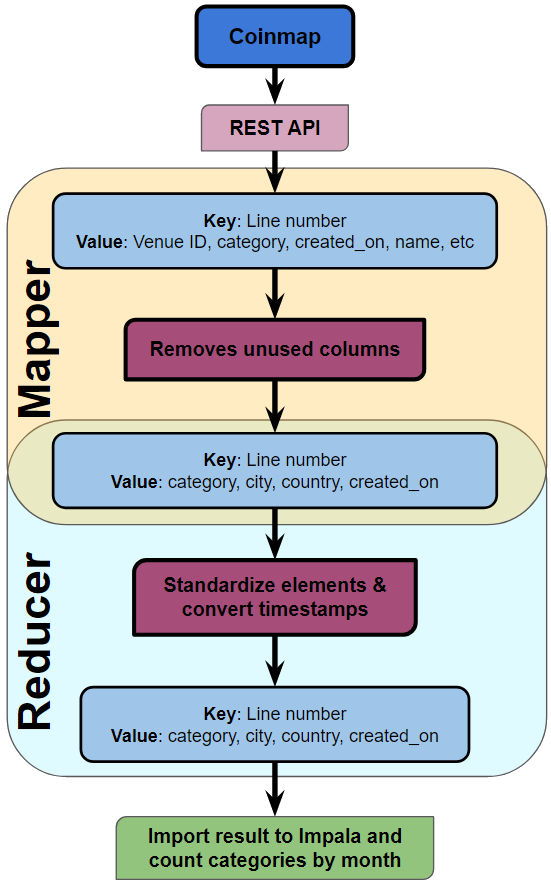 Coinmap
REST API
Mapper
Key: Line number
Value: Venue ID, category, created_on, name, etc
Removes unused columns
Key: Line number
Value: category, city, country, created_on
Reducer
Standardize elements &
convert timestamps
Key: Line number
Value: category, city, country, created_on
Import result to Impala and
count categories by month